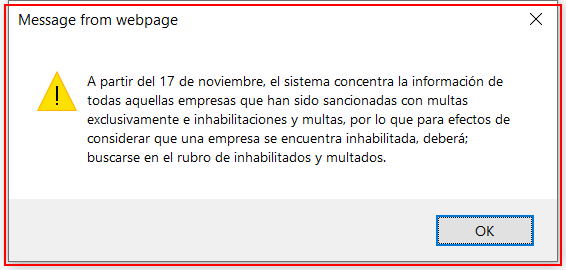 Message from webpage
A partir del 17 de noviembre, el sistema concentra la información de
todas aquellas empresas que han sido sancionadas con multas
exclusivamente e inhabilitaciones y multas, por lo que para efectos de
considerar que una empresa se encuentra inhabilitada, deberá;
buscarse en el rubro de inhabilitados y multados.
OK